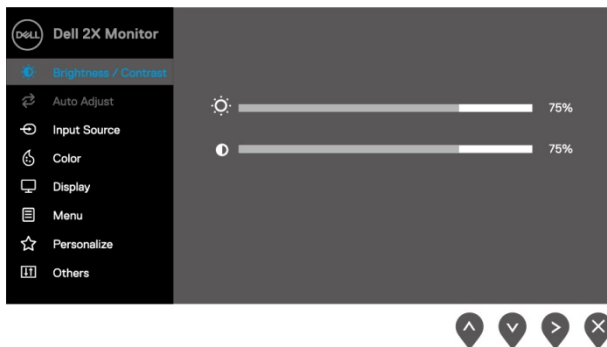 DELL
Dell 2X Monitor
Brightness / Contrast
Auto Adjust
75%
Input Source
Color
75%
Display
Menu
Personalize
Others